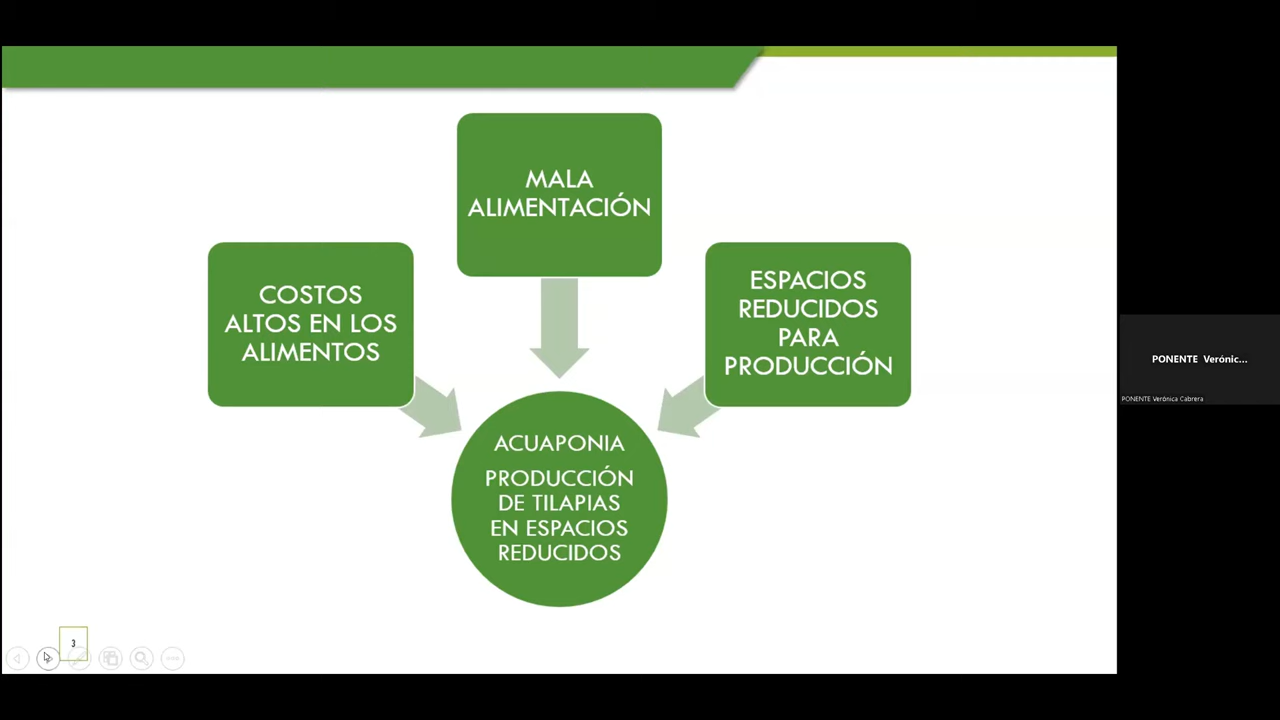 MALA
ALIMENTACIÓN
COSTOS
ALTOS EN LOS
ALIMENTOS
ESPACIOS
REDUCIDOS
PARA
PRODUCCIÓN
ACUAPONIA
PRODUCCIÓN
DE TILAPIAS
EN ESPACIOS
REDUCIDOS
PONENTE Verónic...
PONENTE Verónica Cabrera
3